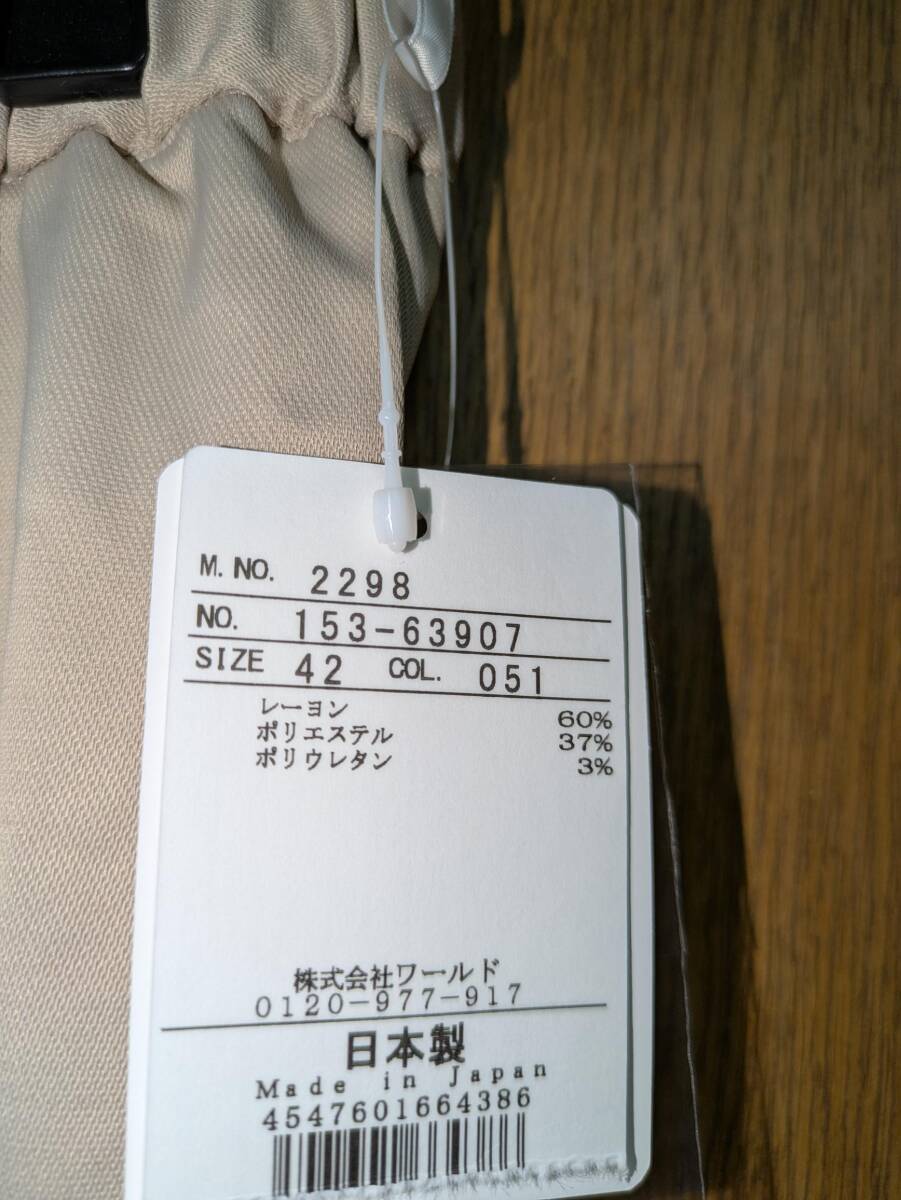 M. NO. 2298
NO. 153-63907
SIZE 42 COL. 051
レーヨン 60%
ポリエステル 37%
ポリウレタン 3%
株式会社ワールド
0120-977-917
日本製
Made in Japan
4547601664386